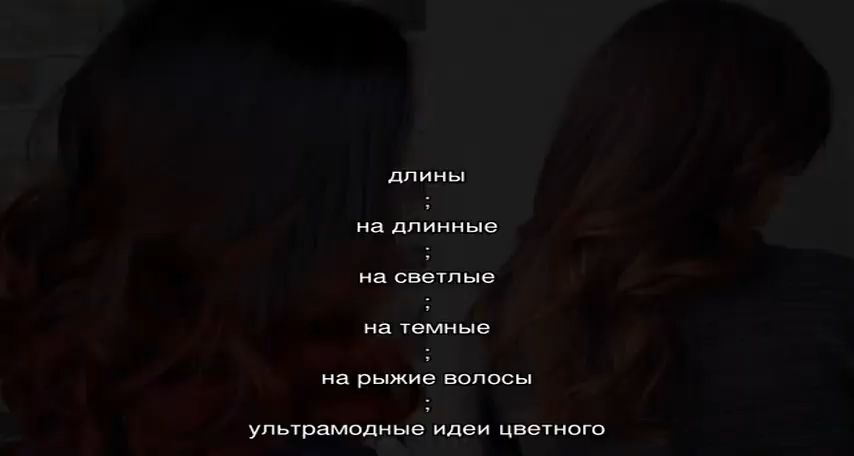 длины
;
на длинные
;
на светлые
;
на темные
;
на рыжие волосы
;
ультрамодные идеи цветного